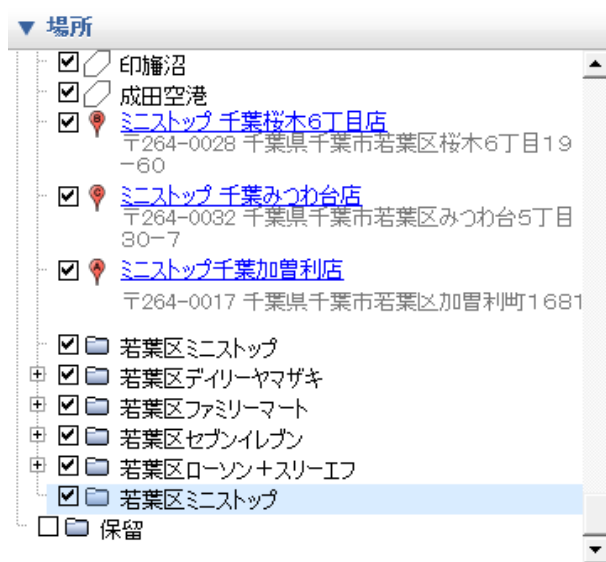 ▼ 場所
印旛沼
成田空港
B ミニストップ 千葉桜木6丁目店
〒264-0028 千葉県千葉市若葉区桜木6丁目19
-60
C ミニストップ 千葉みつわ台店
〒264-0032 千葉県千葉市若葉区みつわ台5丁目
30-7
A ミニストップ千葉加曽利店
〒264-0017 千葉県千葉市若葉区加曽利町1681
若葉区ミニストップ
若葉区デイリーヤマザキ
若葉区ファミリーマート
若葉区セブンイレブン
若葉区ローソン+スリーエフ
若葉区ミニストップ
保留